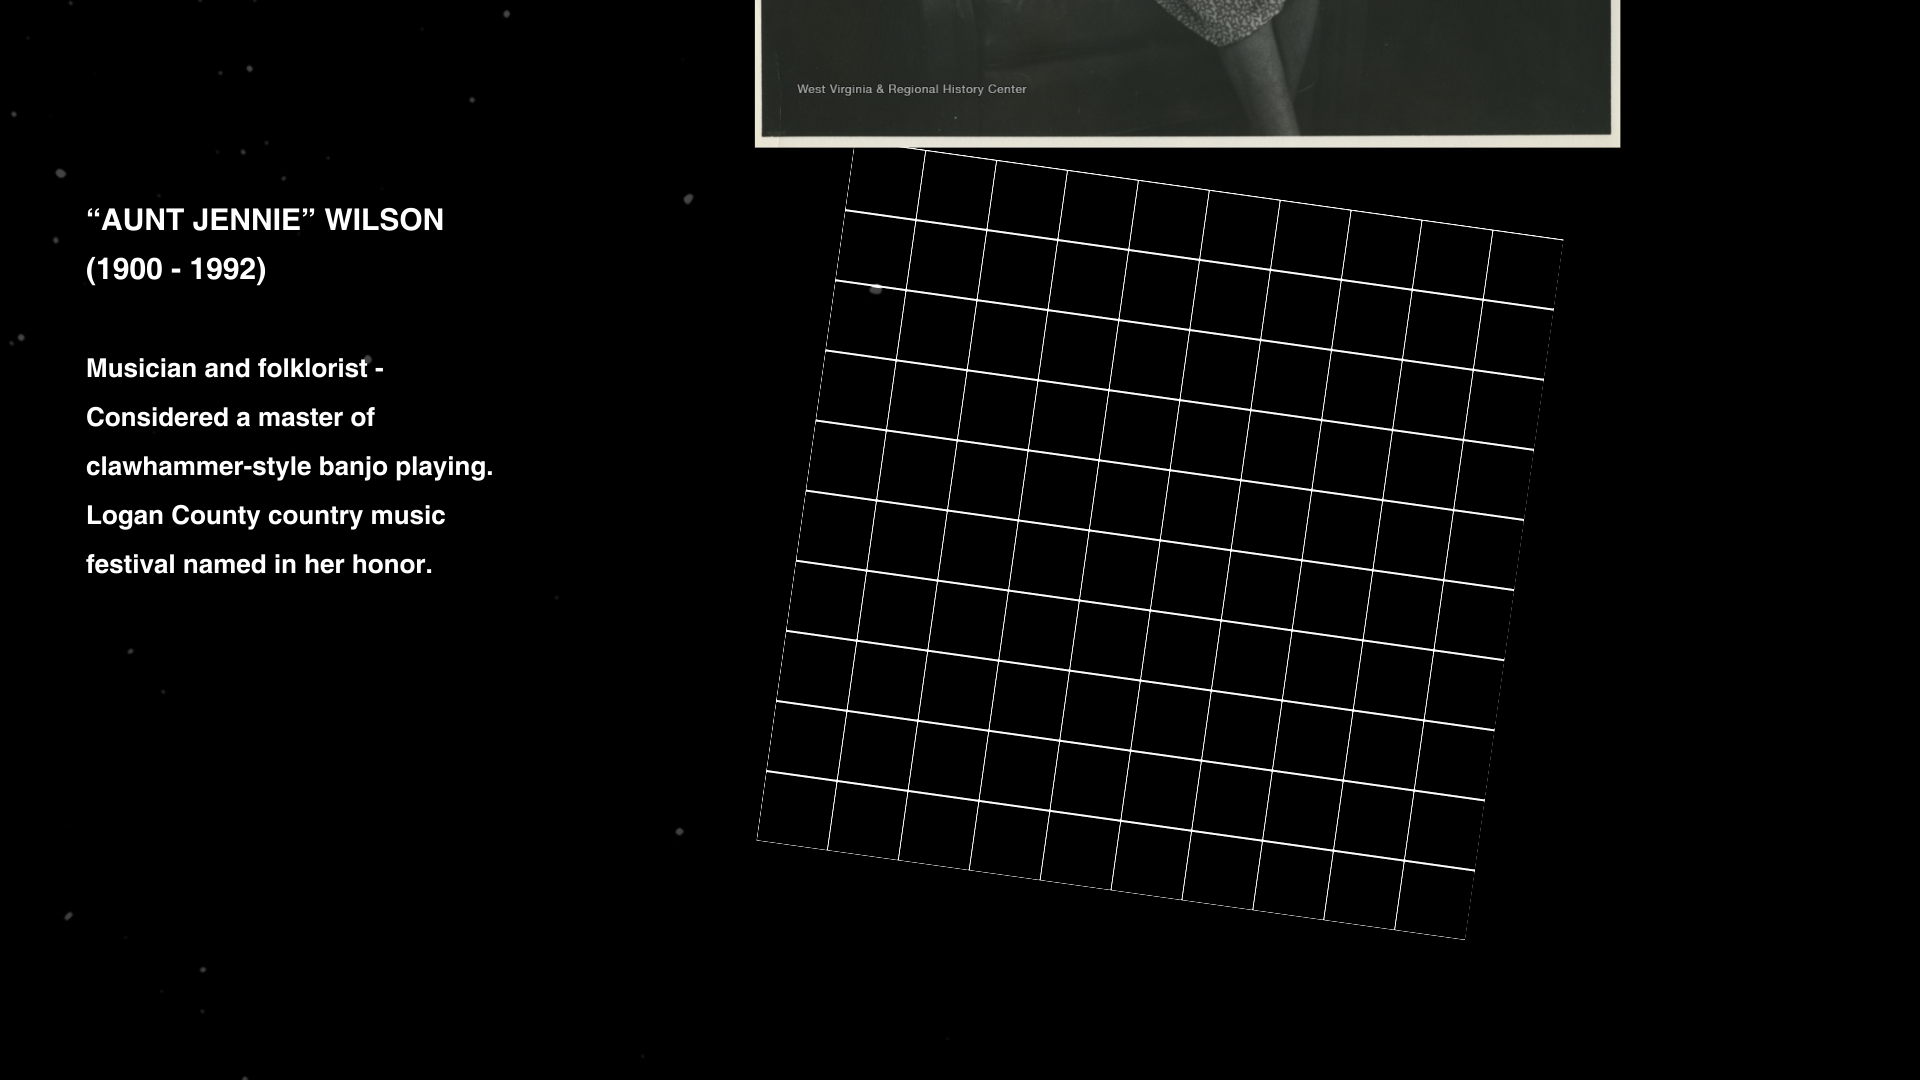 West Virginia & Regional History Center
“AUNT JENNIE” WILSON
(1900 - 1992)
Musician and folklorist -
Considered a master of
clawhammer-style banjo playing.
Logan County country music
festival named in her honor.